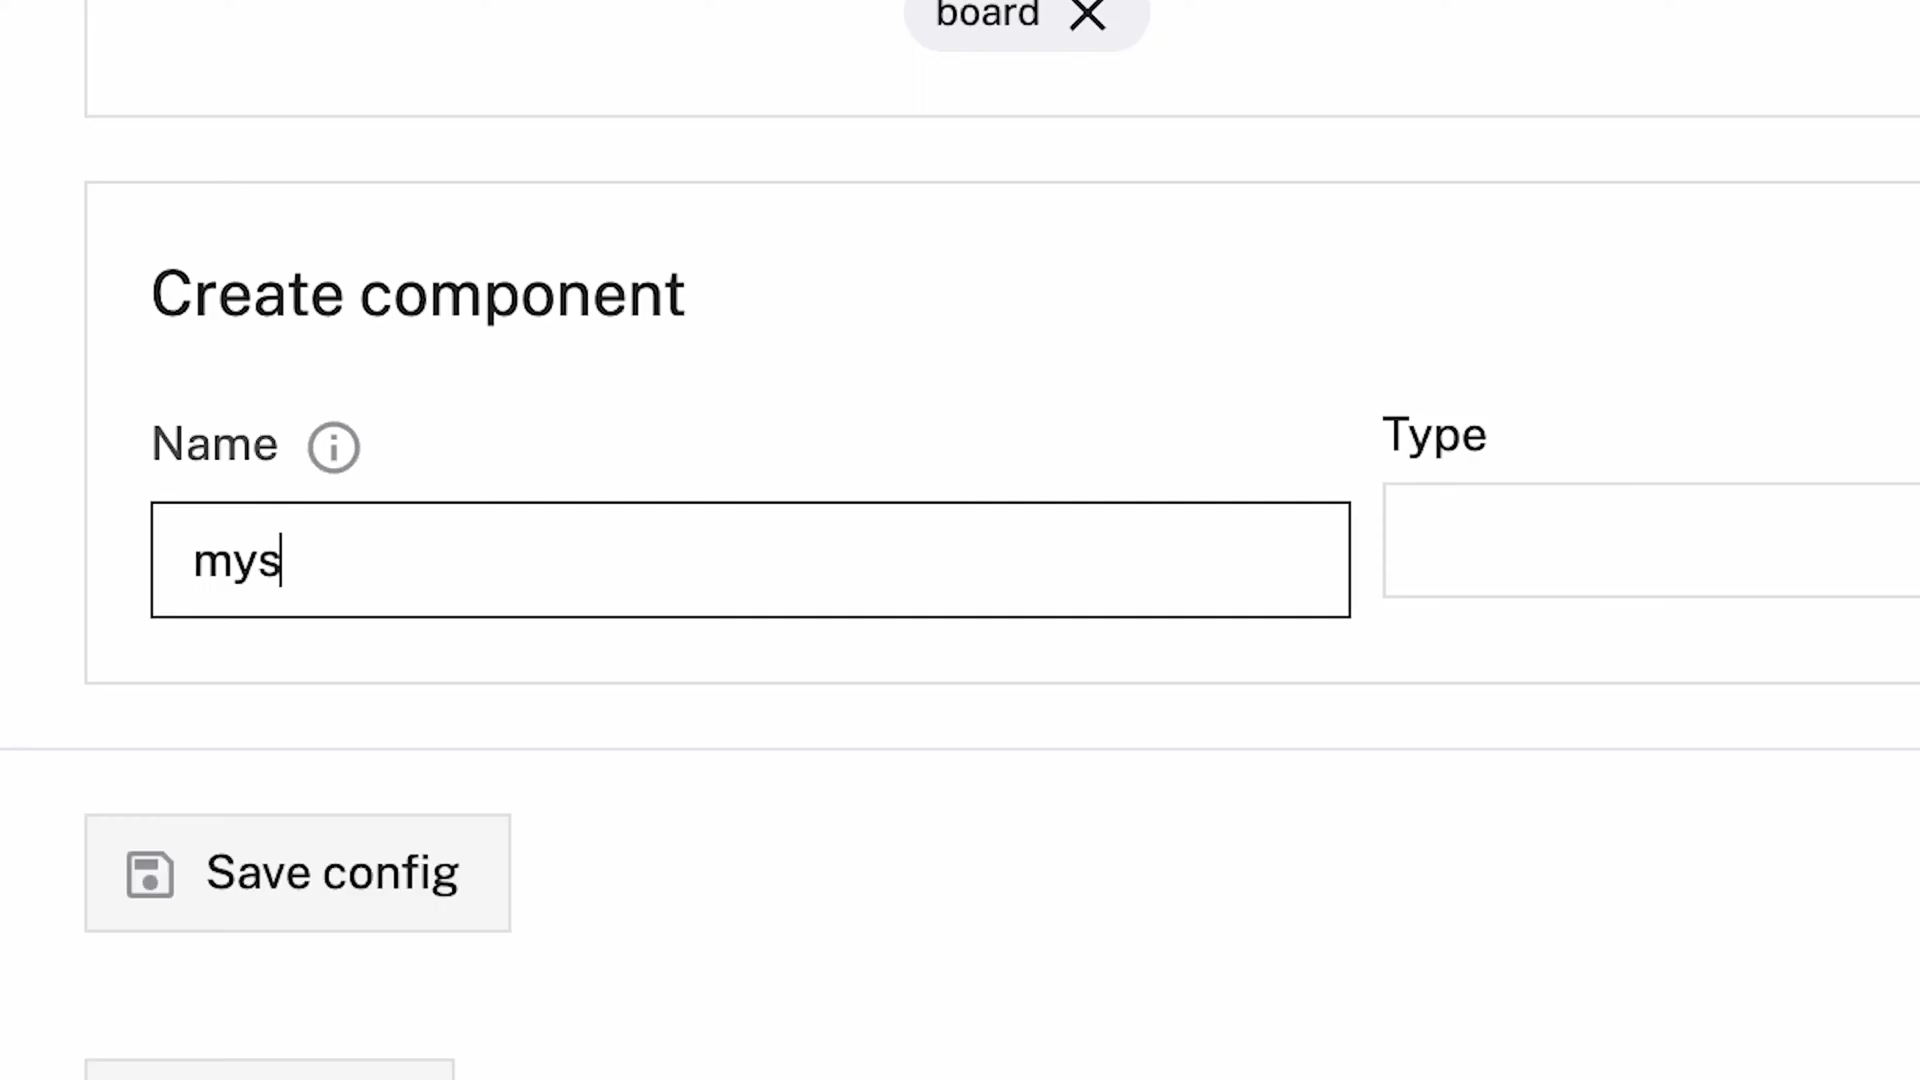 board
Create component
Name
Type
mys
Save config